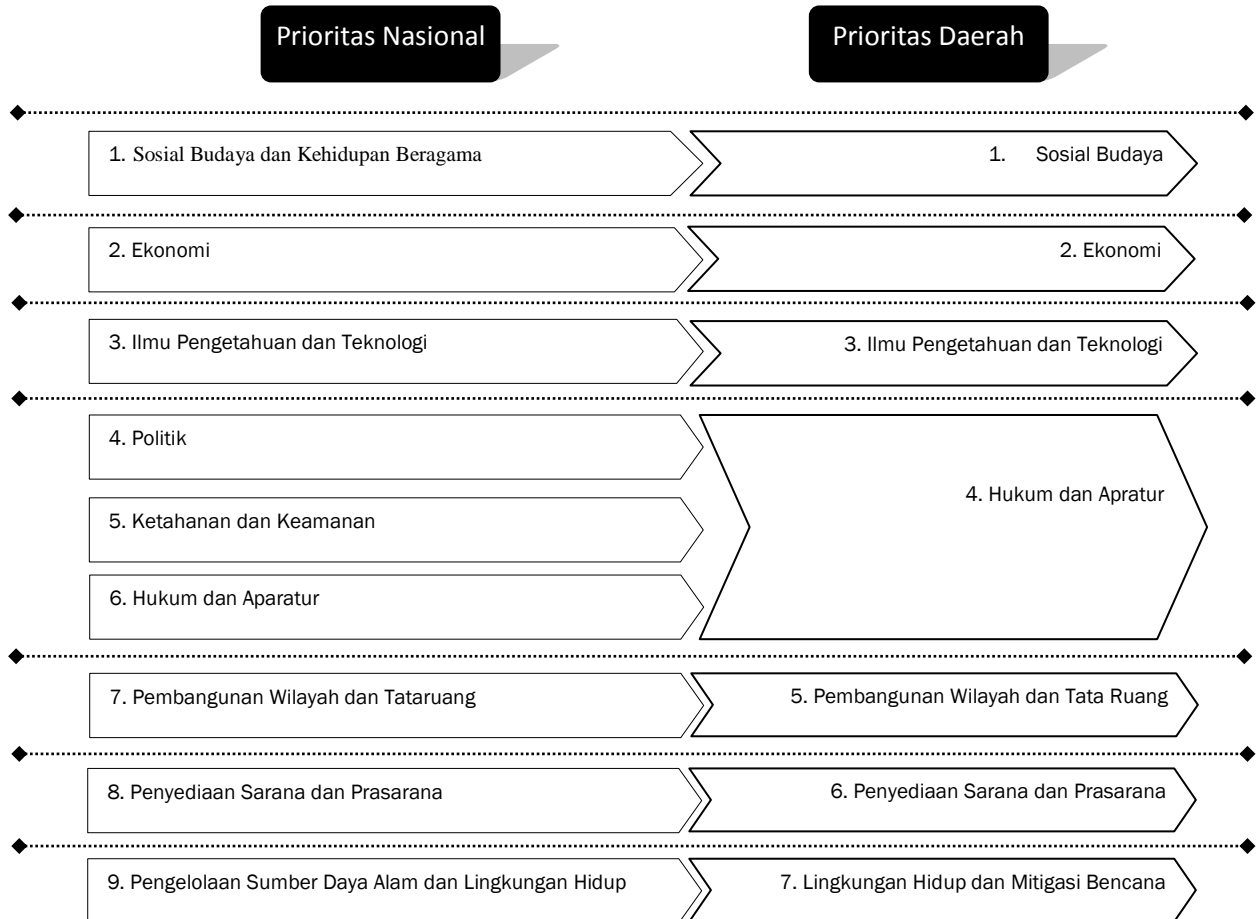 Prioritas Nasional
Prioritas Daerah
1. Sosial Budaya dan Kehidupan Beragama
1. Sosial Budaya
2. Ekonomi
2. Ekonomi
3. Ilmu Pengetahuan dan Teknologi
3. Ilmu Pengetahuan dan Teknologi
4. Politik
4. Hukum dan Apratur
5. Ketahanan dan Keamanan
6. Hukum dan Aparatur
7. Pembangunan Wilayah dan Tataruang
5. Pembangunan Wilayah dan Tata Ruang
8. Penyediaan Sarana dan Prasarana
6. Penyediaan Sarana dan Prasarana
9. Pengelolaan Sumber Daya Alam dan Lingkungan Hidup
7. Lingkungan Hidup dan Mitigasi Bencana